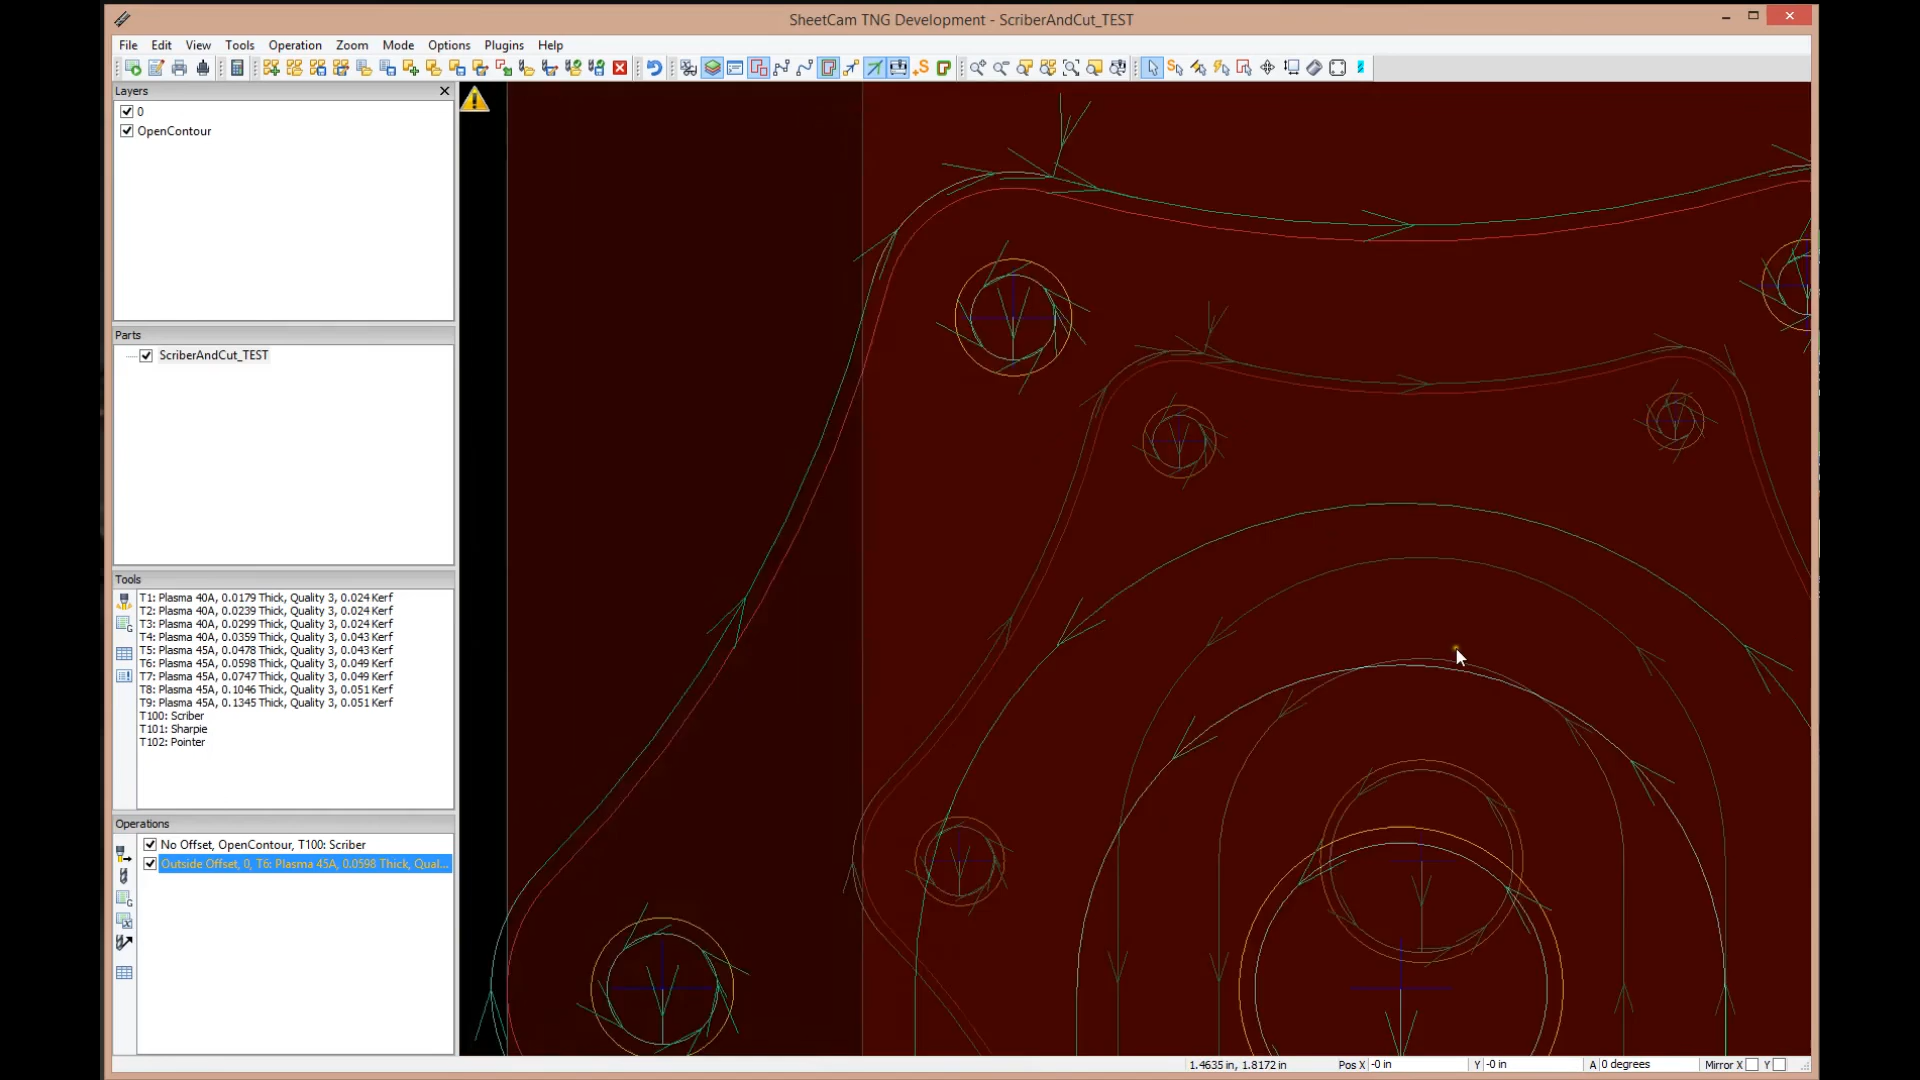 SheetCam TNG Development - ScriberAndCut_TEST
File Edit View Tools Operation Zoom Mode Options Plugins Help
Layers
0
OpenContour
Parts
ScriberAndCut_TEST
Tools
T1: Plasma 40A, 0.0179 Thick, Quality 3, 0.024 Kerf
T2: Plasma 40A, 0.0239 Thick, Quality 3, 0.024 Kerf
T3: Plasma 40A, 0.0299 Thick, Quality 3, 0.024 Kerf
T4: Plasma 40A, 0.0359 Thick, Quality 3, 0.043 Kerf
T5: Plasma 45A, 0.0478 Thick, Quality 3, 0.043 Kerf
T6: Plasma 45A, 0.0598 Thick, Quality 3, 0.049 Kerf
T7: Plasma 45A, 0.0747 Thick, Quality 3, 0.049 Kerf
T8: Plasma 45A, 0.1046 Thick, Quality 3, 0.051 Kerf
T9: Plasma 45A, 0.1345 Thick, Quality 3, 0.051 Kerf
T100: Scriber
T101: Sharpie
T102: Pointer
Operations
No Offset, OpenContour, T100: Scriber
Outside Offset, 0, T6: Plasma 45A, 0.0598 Thick, Qual...
1.4635 in, 1.8172 in Pos X -0 in Y -0 in A 0 degrees Mirror X Y